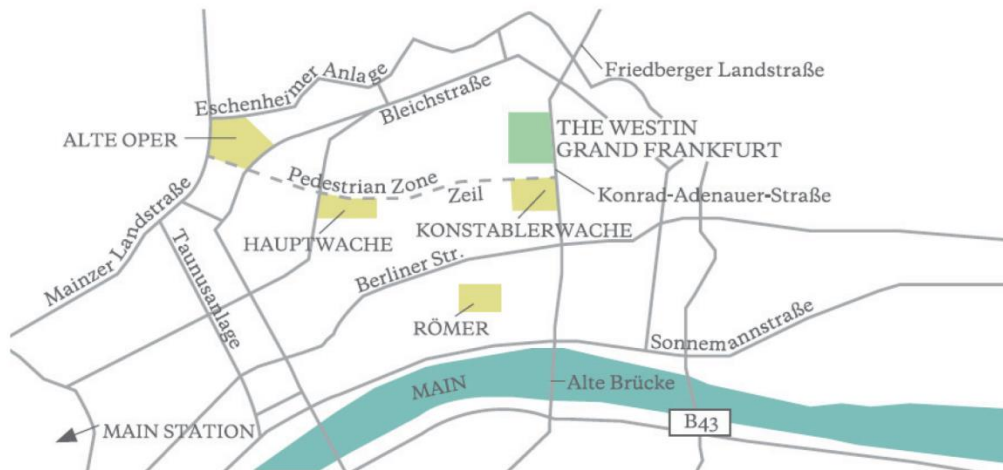 Friedberger Landstraße
Eschenheimer Anlage
Bleichstraße
ALTE OPER
THE WESTIN
GRAND FRANKFURT
Pedestrian Zone
Zeil
Konrad-Adenauer-Straße
Mainzer Landstraße
HAUPTWACHE
KONSTABLERWACHE
Taunusanlage
Berliner Str.
RÖMER
Sonnemannstraße
MAIN
Alte Brücke
B43
MAIN STATION